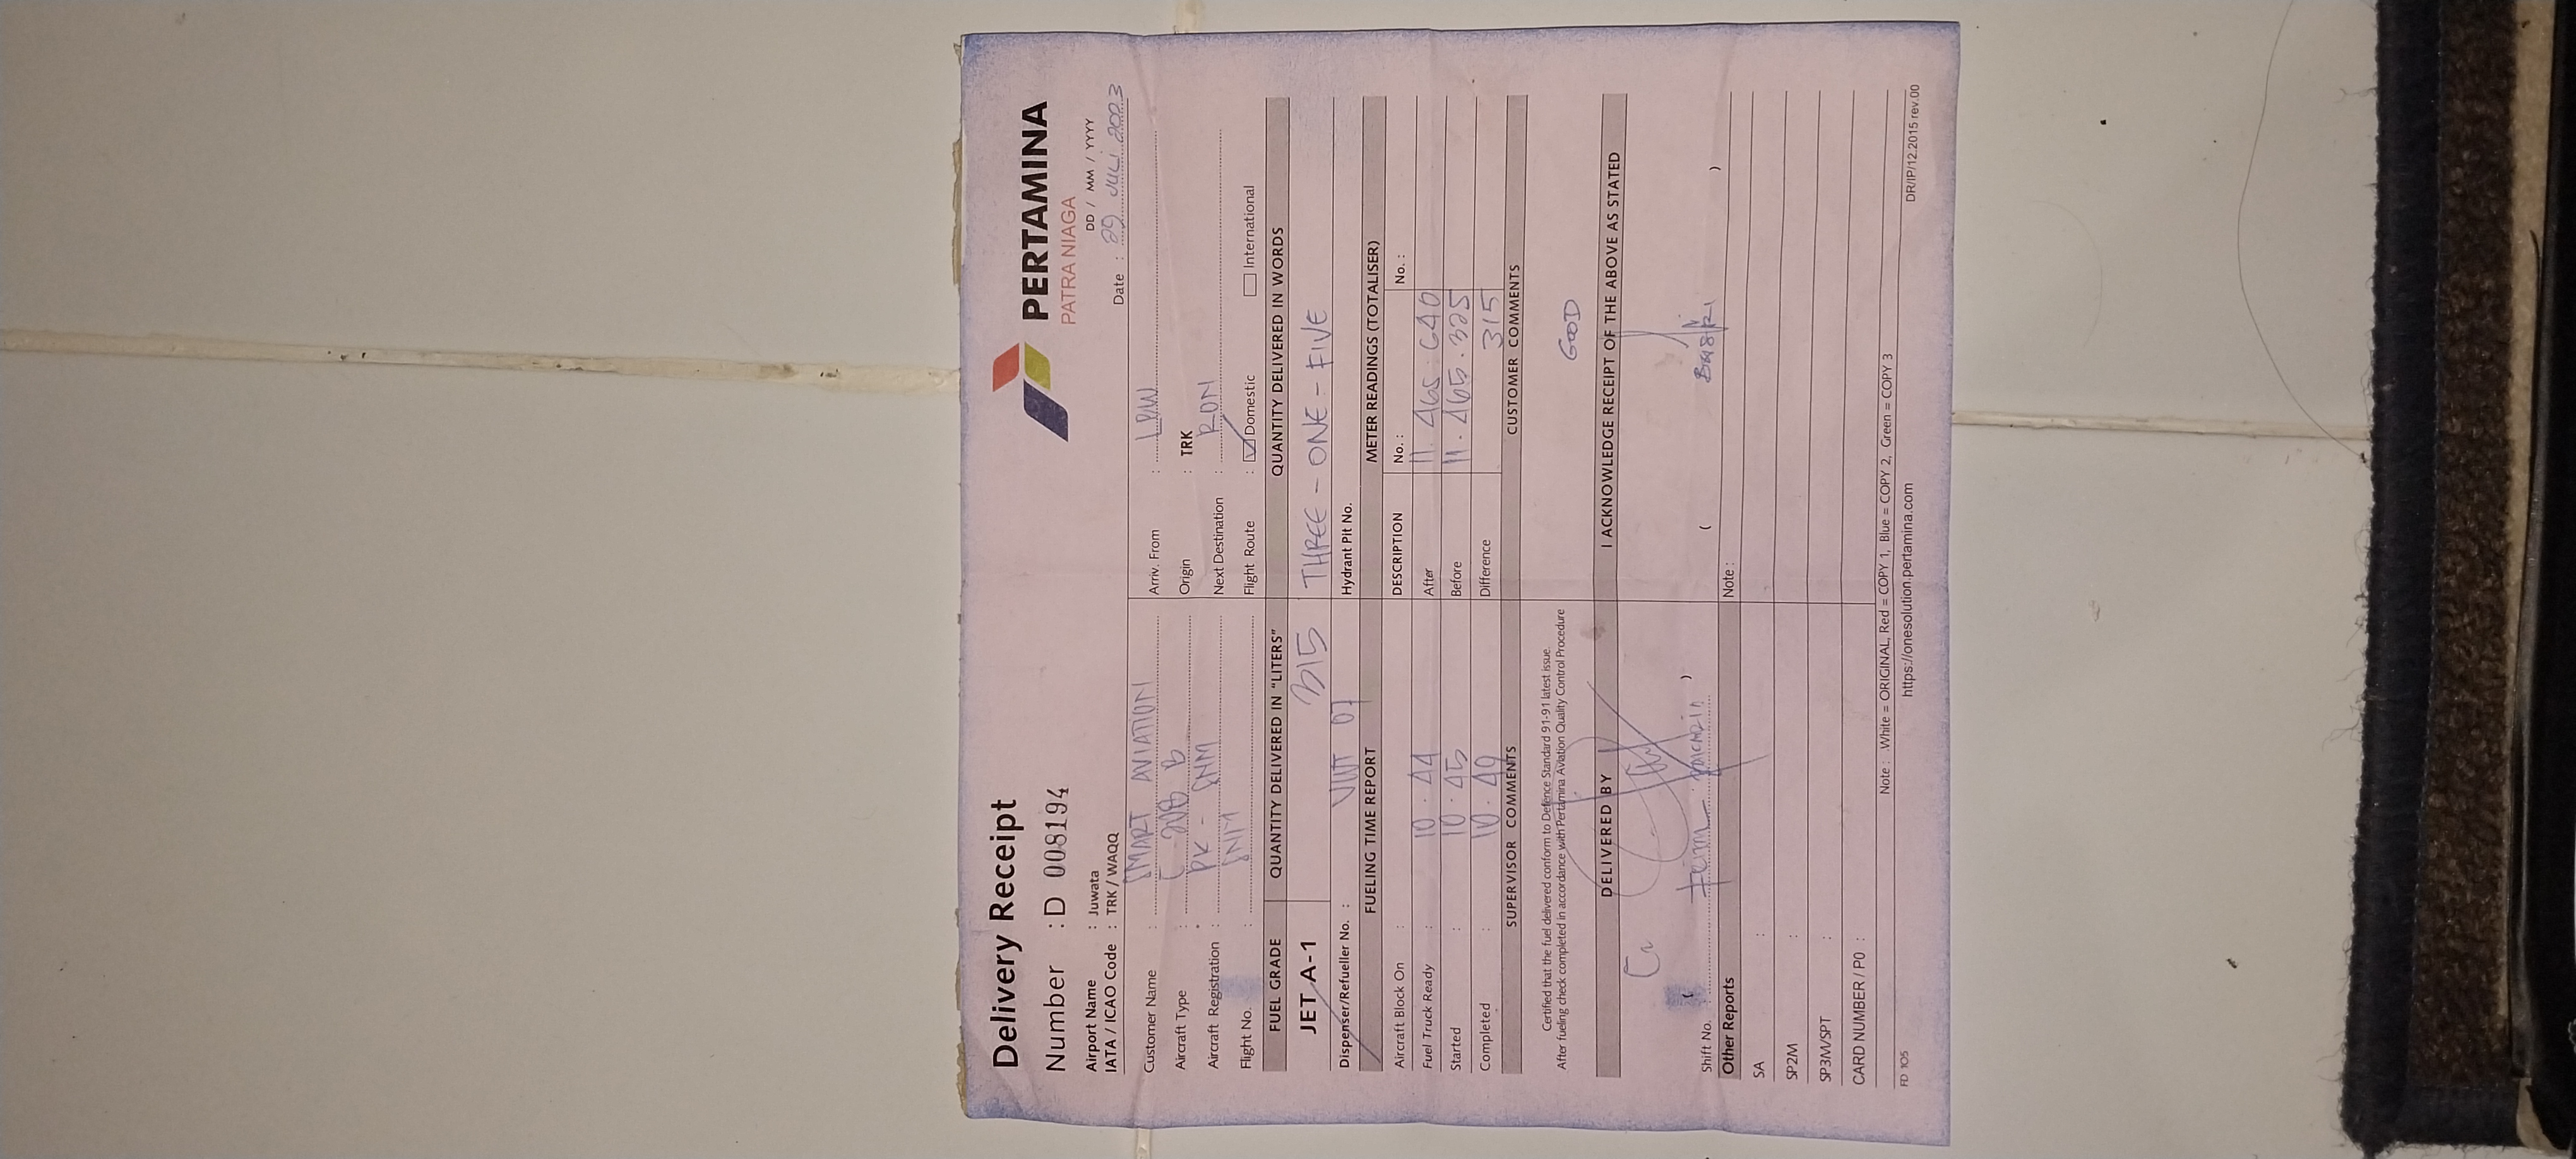 Delivery Receipt
PERTAMINA
PATRA NIAGA
Number : D 008194
DD / MM / YYYY
Airport Name : Juwata
IATA / ICAO Code : TRK / WAQQ
Date : 29 JULI 2023
Customer Name : SMART AVIATION
Arriv. From : LBW
Aircraft Type : C 208 B
Origin : TRK
Aircraft Registration : PK - SNM
Next Destination : RON
Flight No. : SNM
Flight Route : Domestic International
FUEL GRADE QUANTITY DELIVERED IN "LITERS" QUANTITY DELIVERED IN WORDS
JET A-1 315 THREE - ONE - FIVE
Dispenser/Refueller No. : 07
Hydrant Pit No.
FUELING TIME REPORT METER READINGS (TOTALISER)
Aircraft Block On :
DESCRIPTION No. : No. :
Fuel Truck Ready : 10 . 44
After 11 . 465 . 640
Started : 10 . 45
Before 11 . 465 . 325
Completed : 10 . 49
Difference 315
SUPERVISOR COMMENTS CUSTOMER COMMENTS
Certified that the fuel delivered conform to Defence Standard 91-91 latest issue.
After fueling check completed in accordance with Pertamina Aviation Quality Control Procedure
GOOD
DELIVERED BY I ACKNOWLEDGE RECEIPT OF THE ABOVE AS STATED
Shift No. ( ) ( )
Other Reports Note :
SA :
SP2M :
SP3M/SPT :
CARD NUMBER / PO :
Note : White = ORIGINAL, Red = COPY 1, Blue = COPY 2, Green = COPY 3
FD 105 https://onesolution.pertamina.com DR/IP/12.2015 rev.00